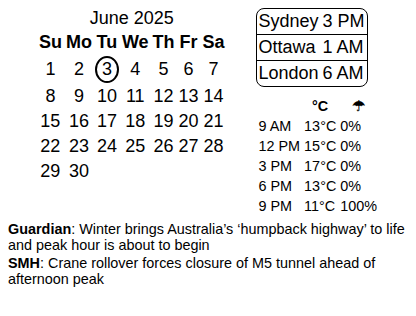 June 2025
Su Mo Tu We Th Fr Sa
1 2 3 4 5 6 7
8 9 10 11 12 13 14
15 16 17 18 19 20 21
22 23 24 25 26 27 28
29 30
Sydney 3 PM
Ottawa 1 AM
London 6 AM
°C ☂
9 AM 13°C 0%
12 PM 15°C 0%
3 PM 17°C 0%
6 PM 13°C 0%
9 PM 11°C 100%
Guardian: Winter brings Australia’s ‘humpback highway’ to life
and peak hour is about to begin
SMH: Crane rollover forces closure of M5 tunnel ahead of
afternoon peak